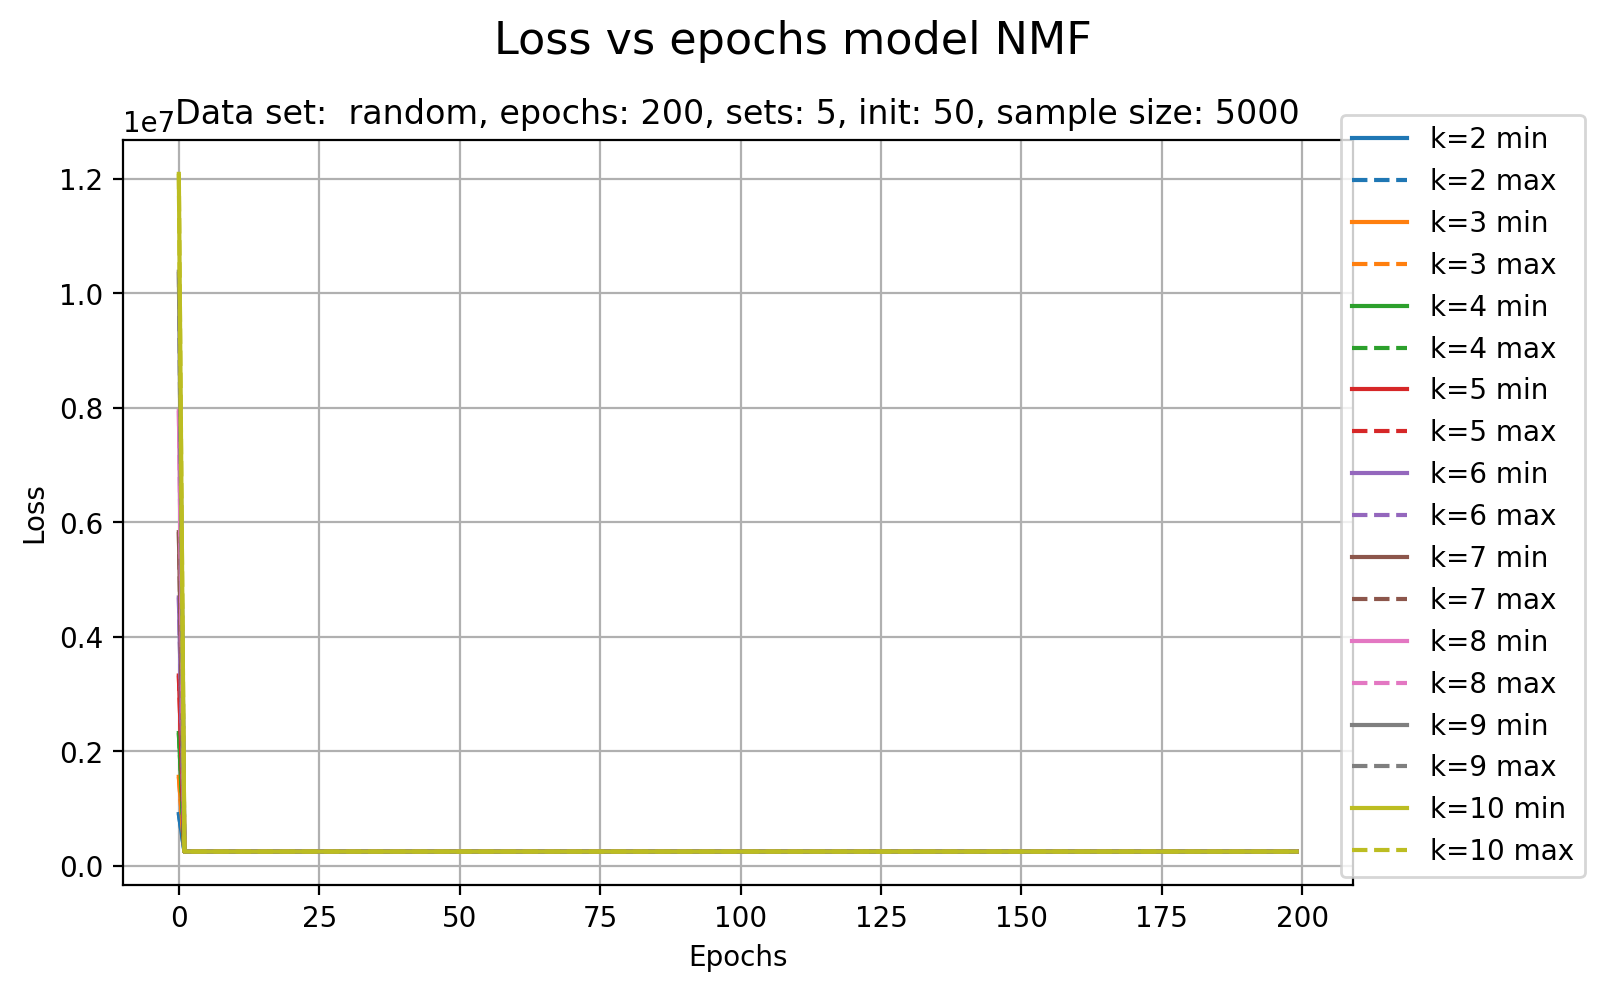 Loss vs epochs model NMF
Data set:  random, epochs: 200, sets: 5, init: 50, sample size: 5000
1e7
1.2
1.0
0.8
0.6
0.4
0.2
0.0
Loss
0 25 50 75 100 125 150 175 200
Epochs
k=2 min
k=2 max
k=3 min
k=3 max
k=4 min
k=4 max
k=5 min
k=5 max
k=6 min
k=6 max
k=7 min
k=7 max
k=8 min
k=8 max
k=9 min
k=9 max
k=10 min
k=10 max